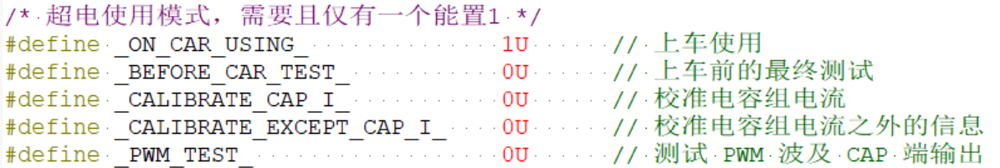 /* 超电使用模式，需要且仅有一个能置1 */
#define _ON_CAR_USING_ 1U // 上车使用
#define _BEFORE_CAR_TEST_ 0U // 上车前的最终测试
#define _CALIBRATE_CAP_I_ 0U // 校准电容组电流
#define _CALIBRATE_EXCEPT_CAP_I_ 0U // 校准电容组电流之外的信息
#define _PWM_TEST_ 0U // 测试 PWM 波及 CAP 端输出